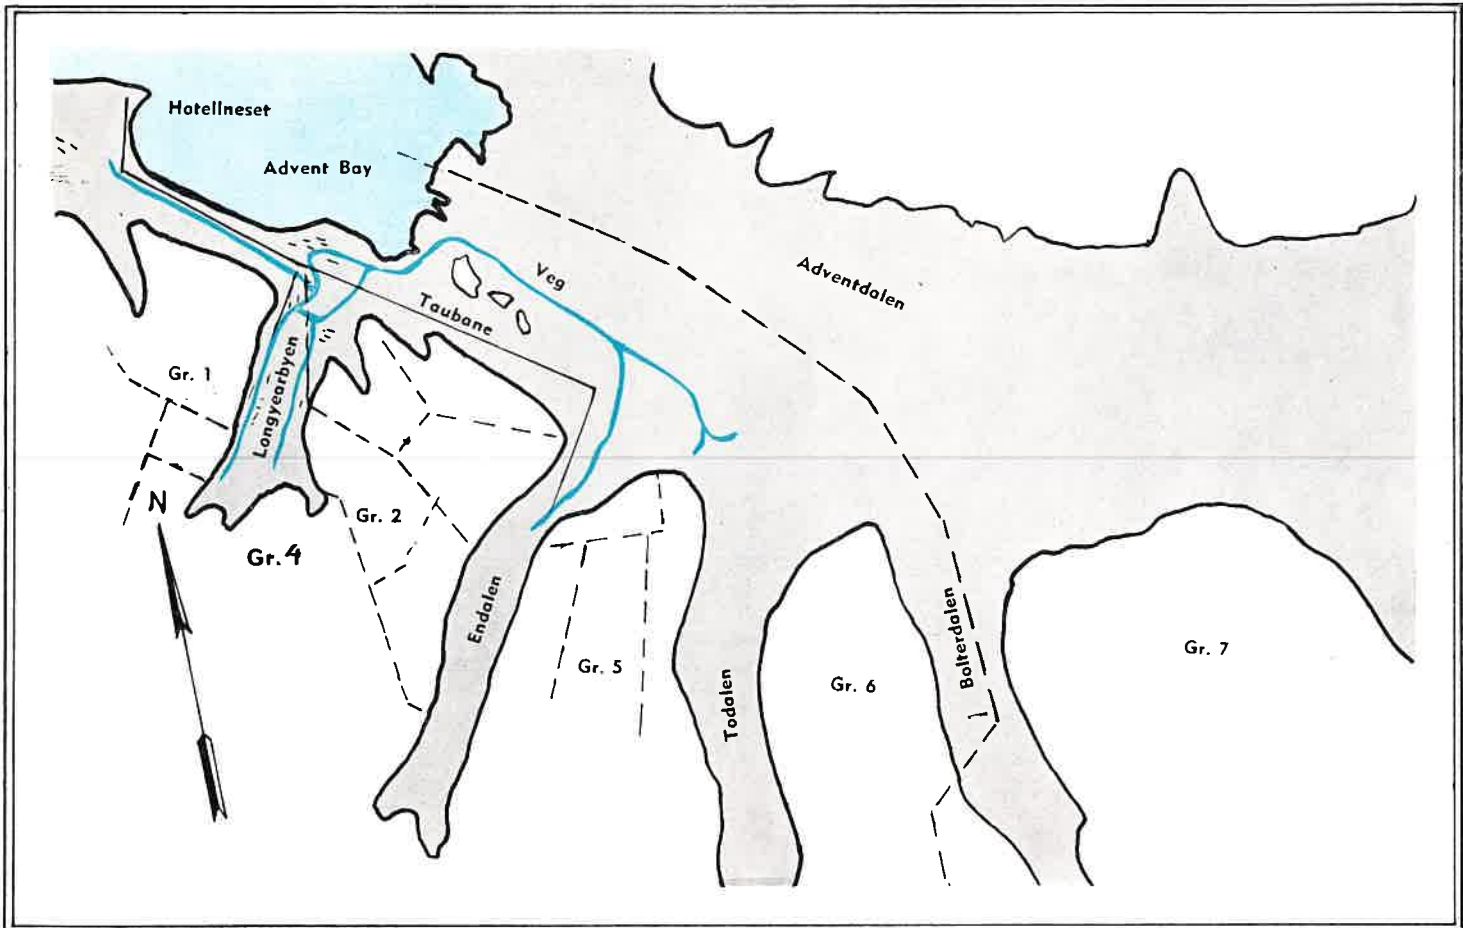 Hotellneset
Advent Bay
Adventdalen
Veg
Taubane
Longyearbyen
Gr. 1
N
Gr. 2
Gr. 4
Endalen
Gr. 5
Todalen
Gr. 6
Bolterdalen
Gr. 7